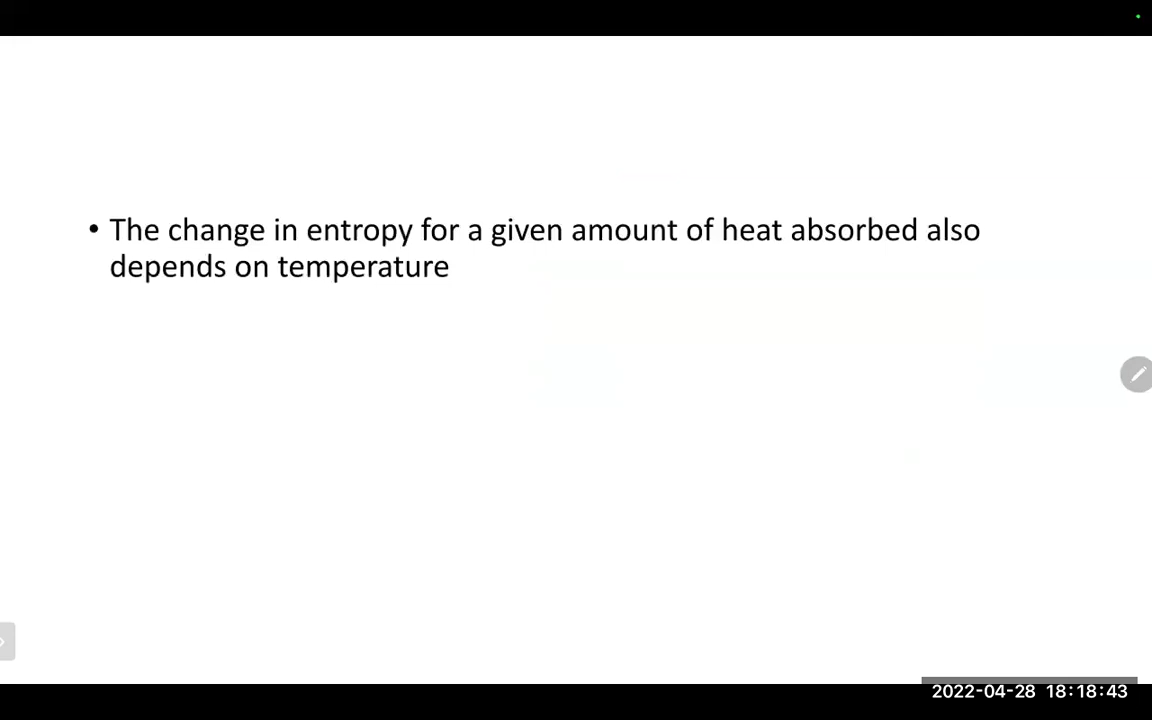 • The change in entropy for a given amount of heat absorbed also
depends on temperature
2022-04-28 18:18:43